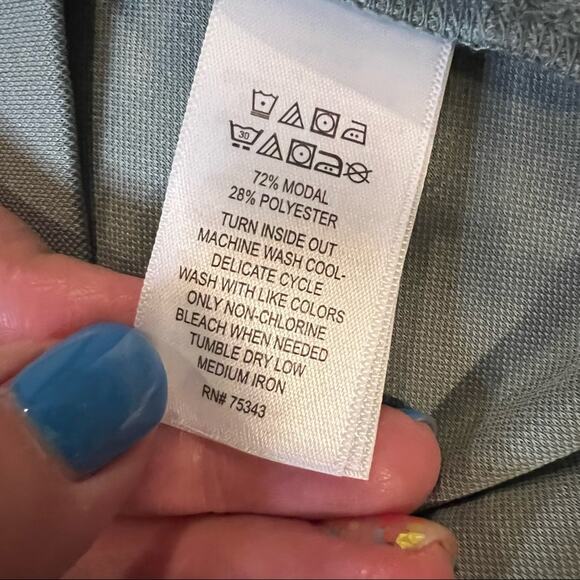 30
72% MODAL
28% POLYESTER
TURN INSIDE OUT
MACHINE WASH COOL-
DELICATE CYCLE
WASH WITH LIKE COLORS
ONLY NON-CHLORINE
BLEACH WHEN NEEDED
TUMBLE DRY LOW
MEDIUM IRON
RN# 75343